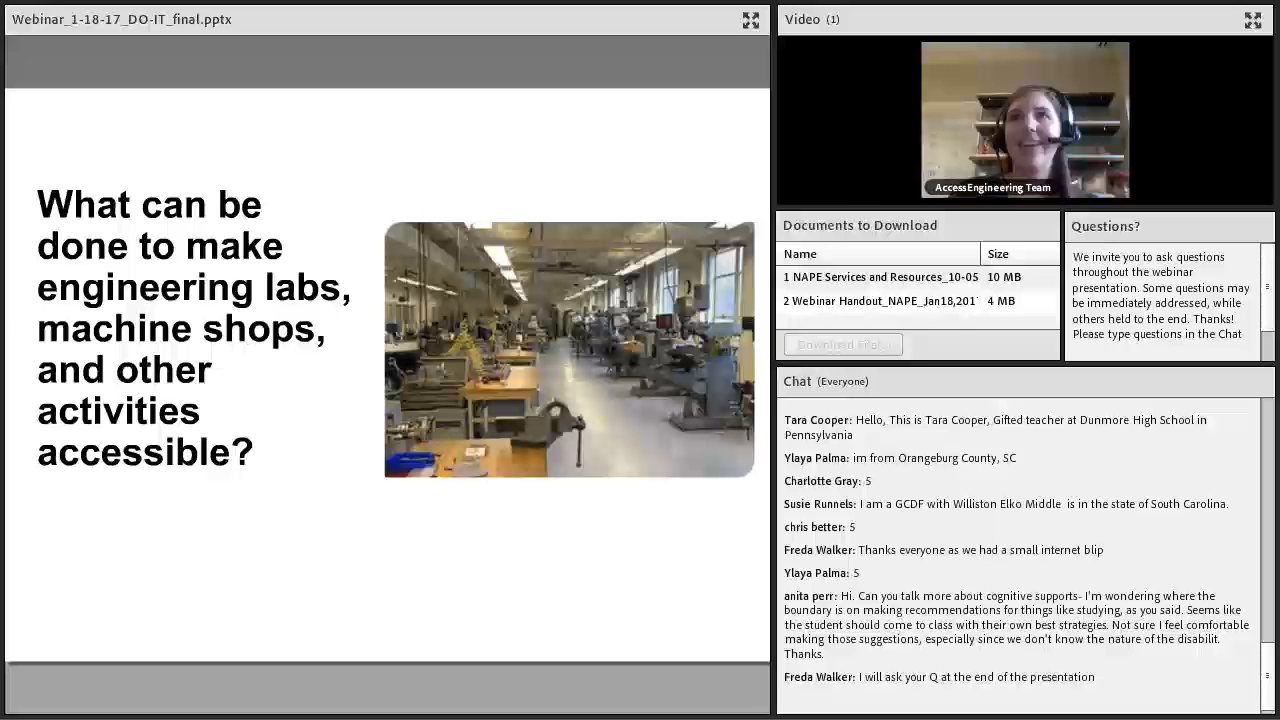 Webinar_1-18-17_DO-IT_final.pptx
What can be
done to make
engineering labs,
machine shops,
and other
activities
accessible?
Video (1)
AccessEngineering Team
Documents to Download
Name Size
1 NAPE Services and Resources_10-05 10 MB
2 Webinar Handout_NAPE_Jan18,201 4 MB
Download File
Questions?
We invite you to ask questions
throughout the webinar
presentation. Some questions may
be immediately addressed, while
others held to the end. Thanks!
Please type questions in the Chat
Chat (Everyone)
Tara Cooper: Hello, This is Tara Cooper, Gifted teacher at Dunmore High School in
Pennsylvania
Ylaya Palma: im from Orangeburg County, SC
Charlotte Gray: 5
Susie Runnels: I am a GCDF with Williston Elko Middle is in the state of South Carolina.
chris better: 5
Freda Walker: Thanks everyone as we had a small internet blip
Ylaya Palma: 5
anita perr: Hi. Can you talk more about cognitive supports- I'm wondering where the
boundary is on making recommendations for things like studying, as you said. Seems like
the student should come to class with their own best strategies. Not sure I feel comfortable
making those suggestions, especially since we don't know the nature of the disabilit.
Thanks.
Freda Walker: I will ask your Q at the end of the presentation